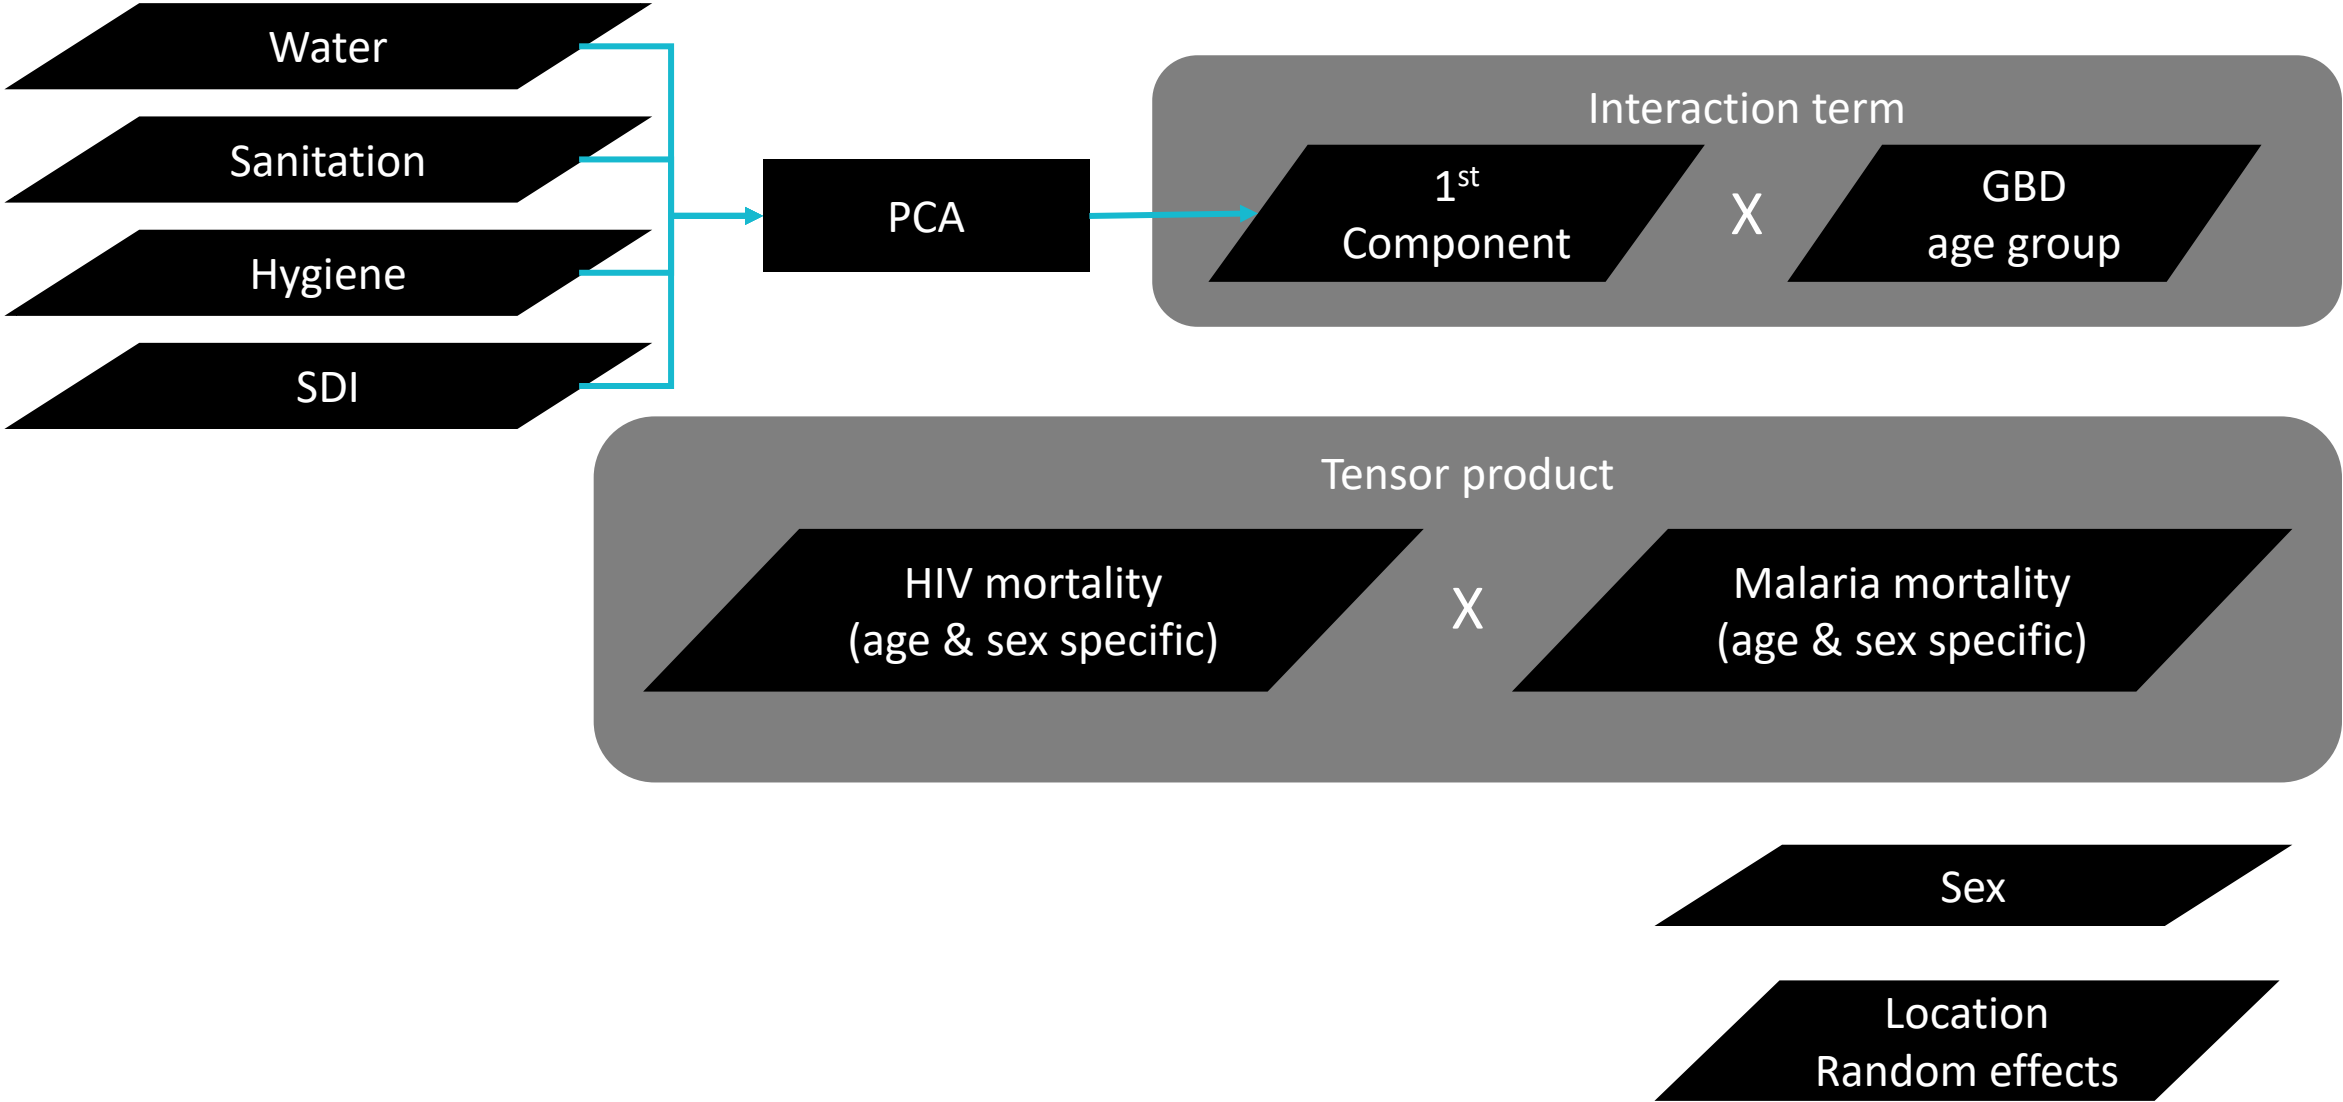 Water
Sanitation
Hygiene
SDI
PCA
Interaction term
1st
Component
X
GBD
age group
Tensor product
HIV mortality
(age & sex specific)
X
Malaria mortality
(age & sex specific)
Sex
Location
Random effects